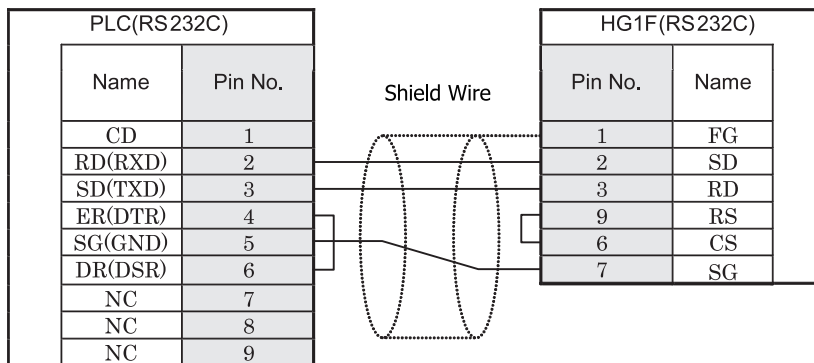 PLC(RS232C)
HG1F(RS232C)
Name Pin No.
Shield Wire
Pin No. Name
CD 1 1 FG
RD(RXD) 2 2 SD
SD(TXD) 3 3 RD
ER(DTR) 4 9 RS
SG(GND) 5 6 CS
DR(DSR) 6 7 SG
NC 7
NC 8
NC 9